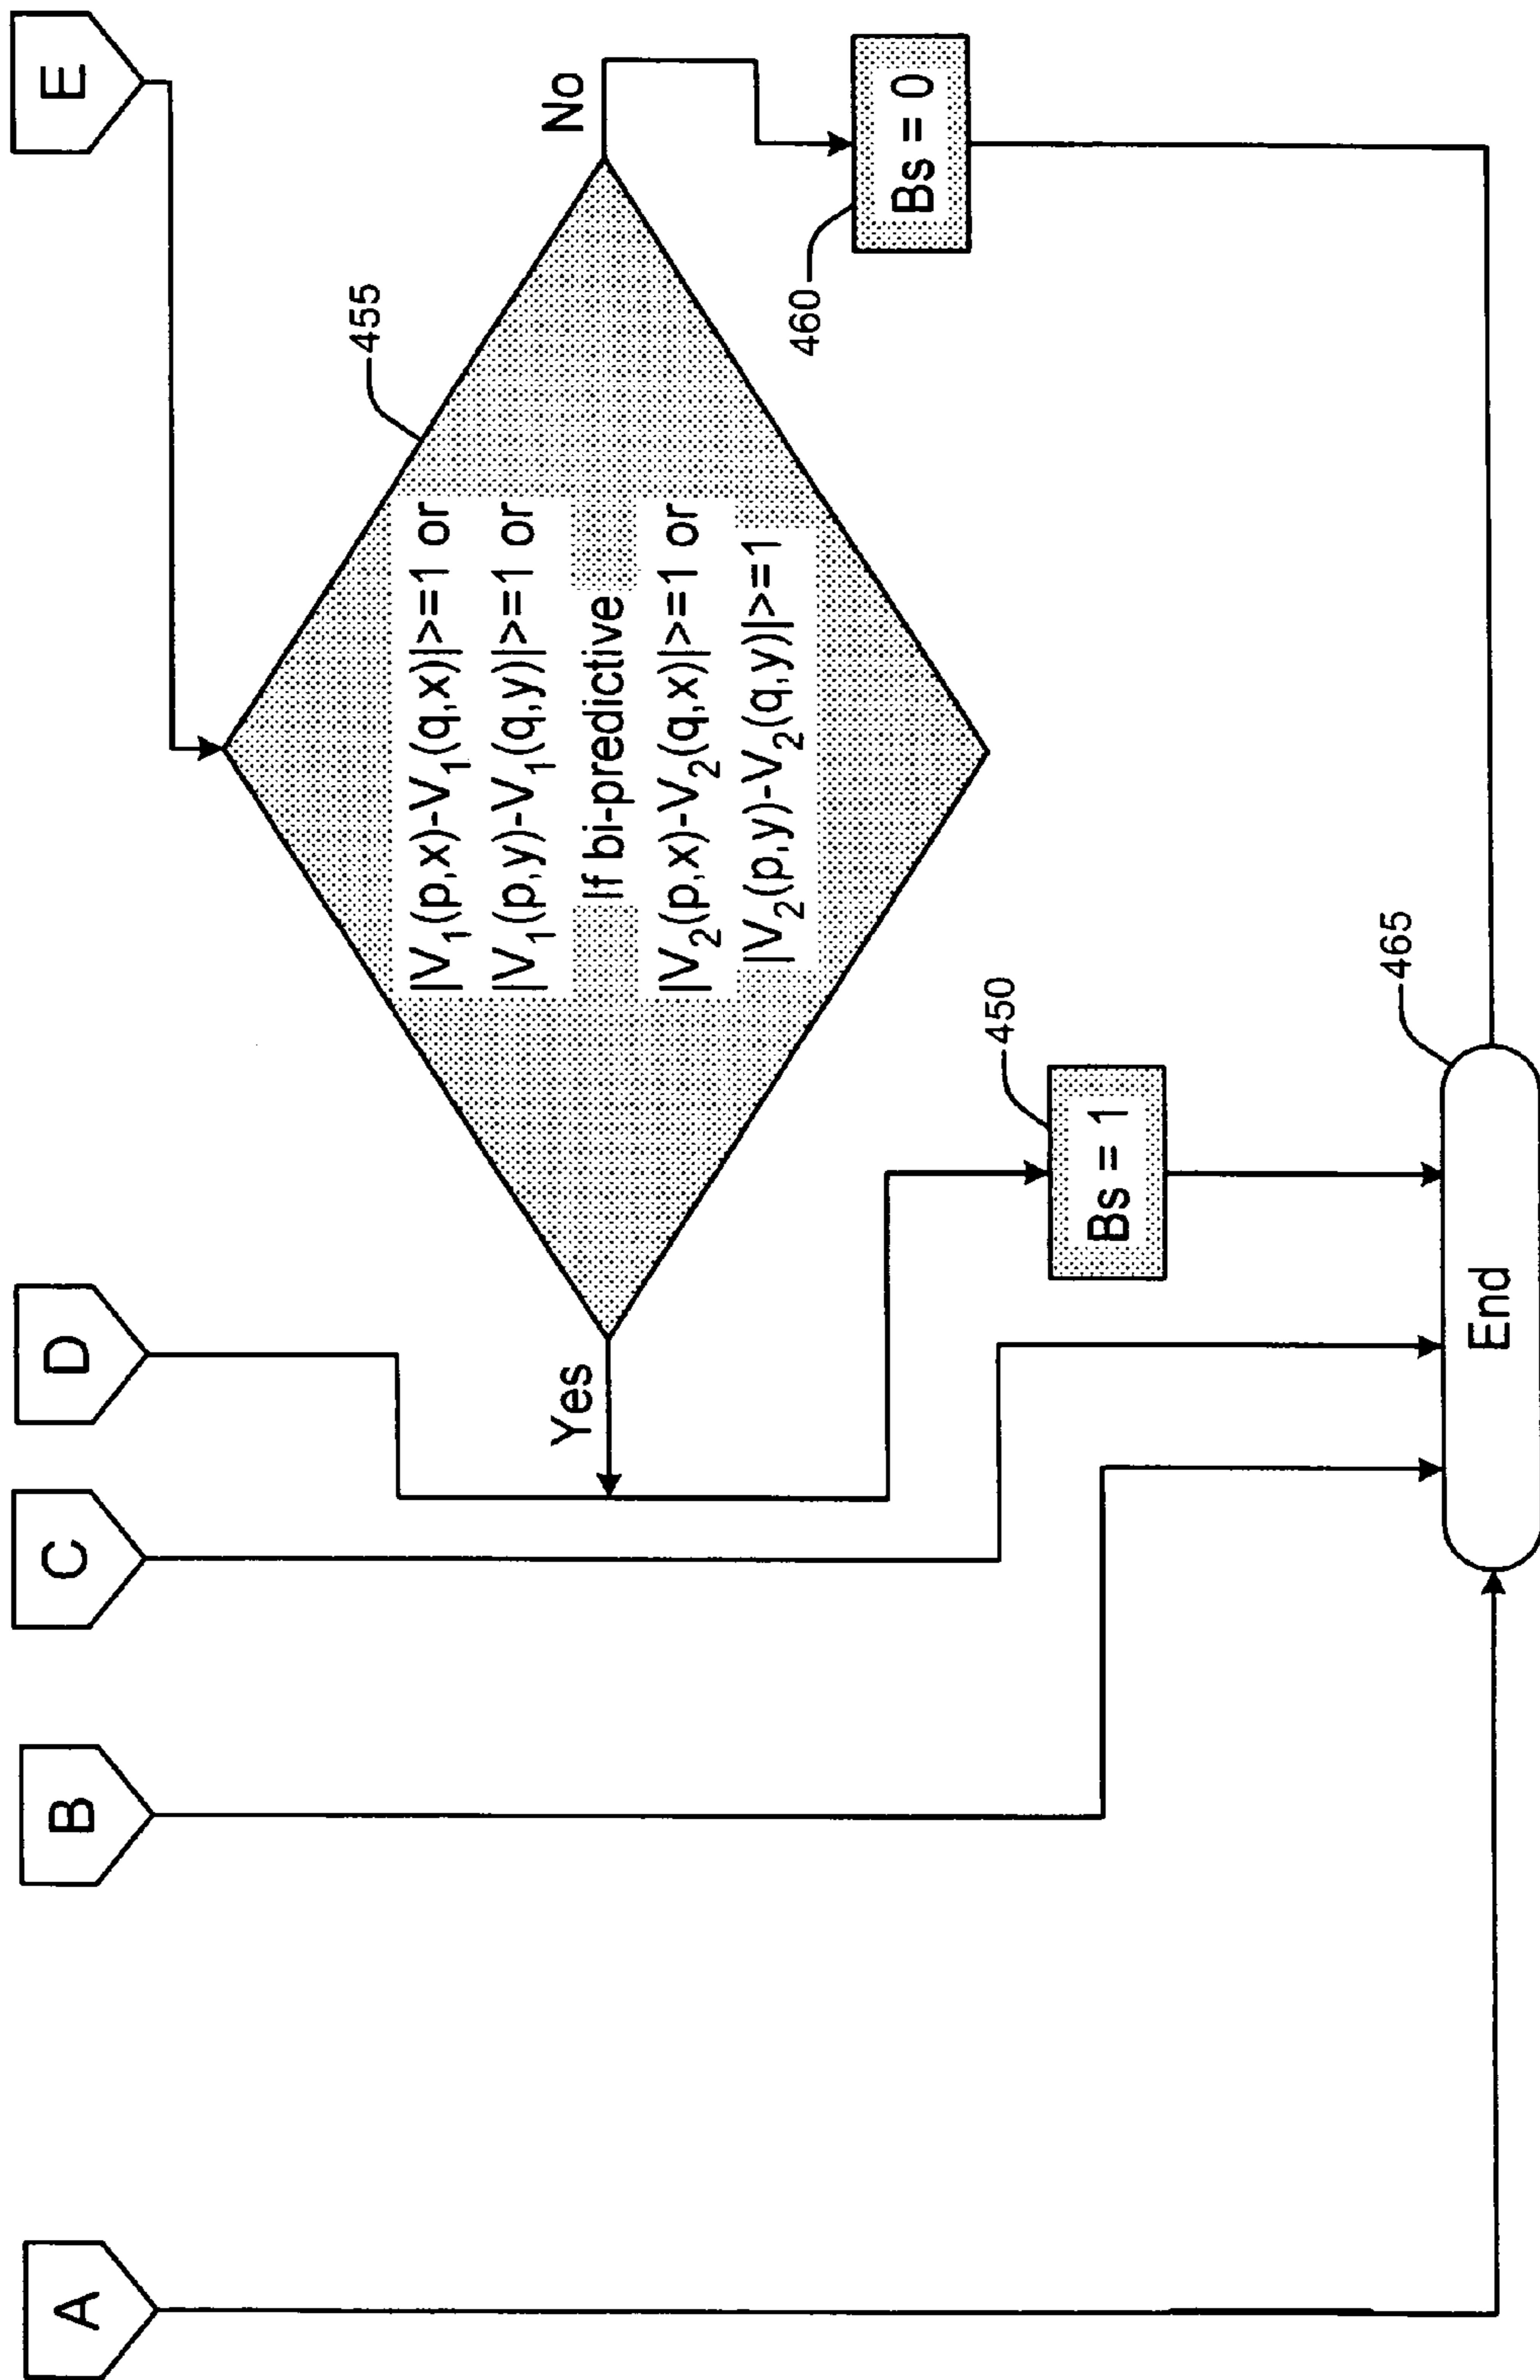 A
B
C
D
E
455
|V₁(p,x)-V₁(q,x)|>=1 or
|V₁(p,y)-V₁(q,y)|>=1 or
If bi-predictive
|V₂(p,x)-V₂(q,x)|>=1 or
|V₂(p,y)-V₂(q,y)|>=1
Yes
No
460
Bs = 0
450
Bs = 1
465
End